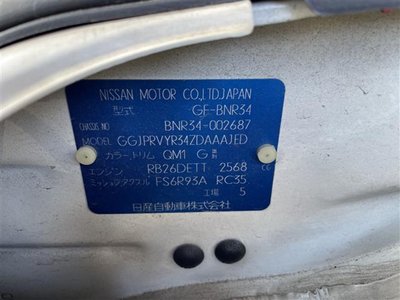 NISSAN MOTOR CO.,LTD.JAPAN
型式 GF-BNR34
CHASSIS NO BNR34-002687
MODEL GGJPRVYR34ZDAAAJED
カラー,トリム QM1 G
エンジン RB26DETT 2568 CC
ミッション,アクスル FS6R93A RC35
工場 5
日産自動車株式会社